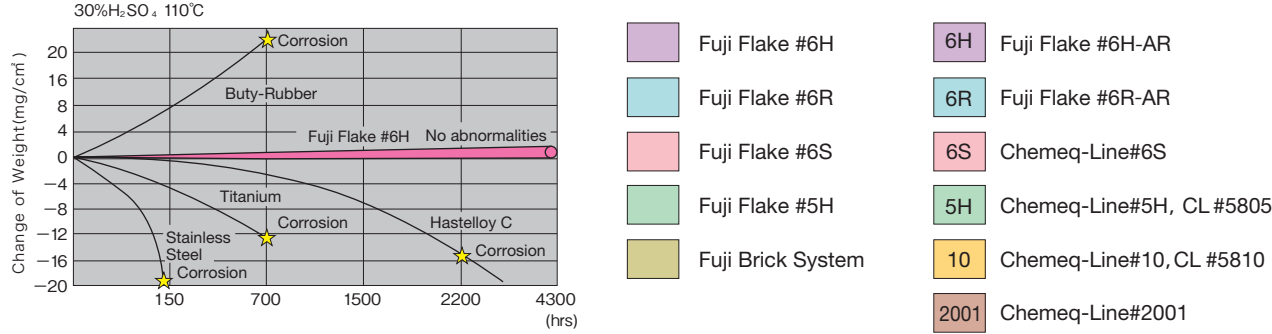 30%H₂SO₄ 110℃
Change of Weight(mg/c㎡)
20
16
8
4
0
−4
−8
−12
−16
−20
Corrosion
Buty-Rubber
Fuji Flake #6H
No abnormalities
Titanium
Corrosion
Hastelloy C
Corrosion
Stainless
Steel
Corrosion
150
700
1500
2200
4300
(hrs)
Fuji Flake #6H
Fuji Flake #6R
Fuji Flake #6S
Fuji Flake #5H
Fuji Brick System
6H Fuji Flake #6H-AR
6R Fuji Flake #6R-AR
6S Chemeq-Line#6S
5H Chemeq-Line#5H, CL #5805
10 Chemeq-Line#10, CL #5810
2001 Chemeq-Line#2001